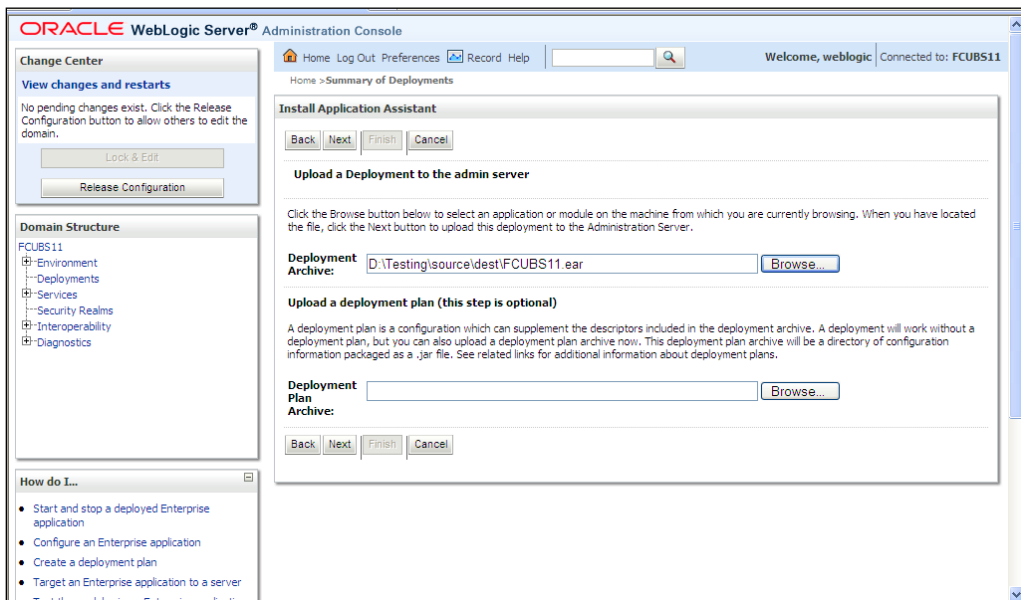 ORACLE WebLogic Server® Administration Console
Change Center
View changes and restarts
No pending changes exist. Click the Release
Configuration button to allow others to edit the
domain.
Lock & Edit
Release Configuration
Domain Structure
FCUBS11
Environment
Deployments
Services
Security Realms
Interoperability
Diagnostics
How do I...
Start and stop a deployed Enterprise
application
Configure an Enterprise application
Create a deployment plan
Target an Enterprise application to a server
Home Log Out Preferences Record Help
Welcome, weblogic Connected to: FCUBS11
Home >Summary of Deployments
Install Application Assistant
Back Next Finish Cancel
Upload a Deployment to the admin server
Click the Browse button below to select an application or module on the machine from which you are currently browsing. When you have located
the file, click the Next button to upload this deployment to the Administration Server.
Deployment
Archive:
D:\Testing\source\dest\FCUBS11.ear
Browse...
Upload a deployment plan (this step is optional)
A deployment plan is a configuration which can supplement the descriptors included in the deployment archive. A deployment will work without a
deployment plan, but you can also upload a deployment plan archive now. This deployment plan archive will be a directory of configuration
information packaged as a .jar file. See related links for additional information about deployment plans.
Deployment
Plan
Archive:
Browse...
Back Next Finish Cancel